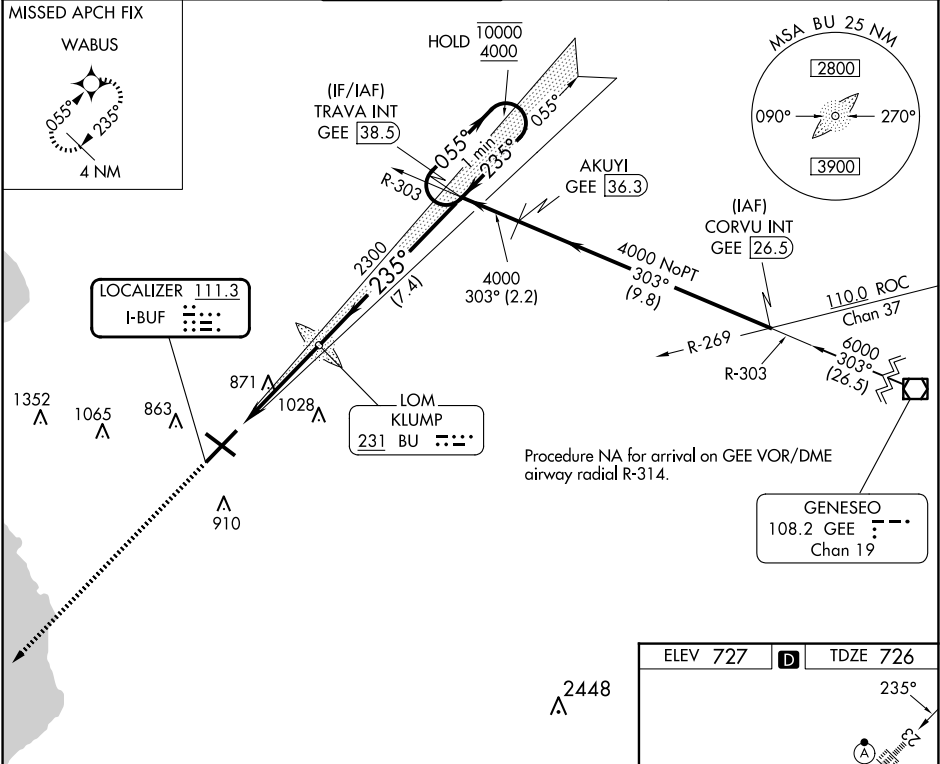 MISSED APCH FIX
WABUS
055°
235°
4 NM
HOLD 10000
4000
(IF/IAF)
TRAVA INT
GEE 38.5
055°
1 min
235°
055°
R-303
MSA BU 25 NM
2800
090°
270°
3900
AKUYI
GEE 36.3
(IAF)
CORVU INT
GEE 26.5
4000 NoPT
303°
(9.8)
4000
303° (2.2)
2300
235°
(7.4)
110.0 ROC
Chan 37
R-269
R-303
6000
303°
(26.5)
LOCALIZER 111.3
I-BUF
1352
1065
863
871
1028
910
LOM
KLUMP
231 BU
Procedure NA for arrival on GEE VOR/DME
airway radial R-314.
GENESEO
108.2 GEE
Chan 19
2448
ELEV 727 D TDZE 726
235°
23
A